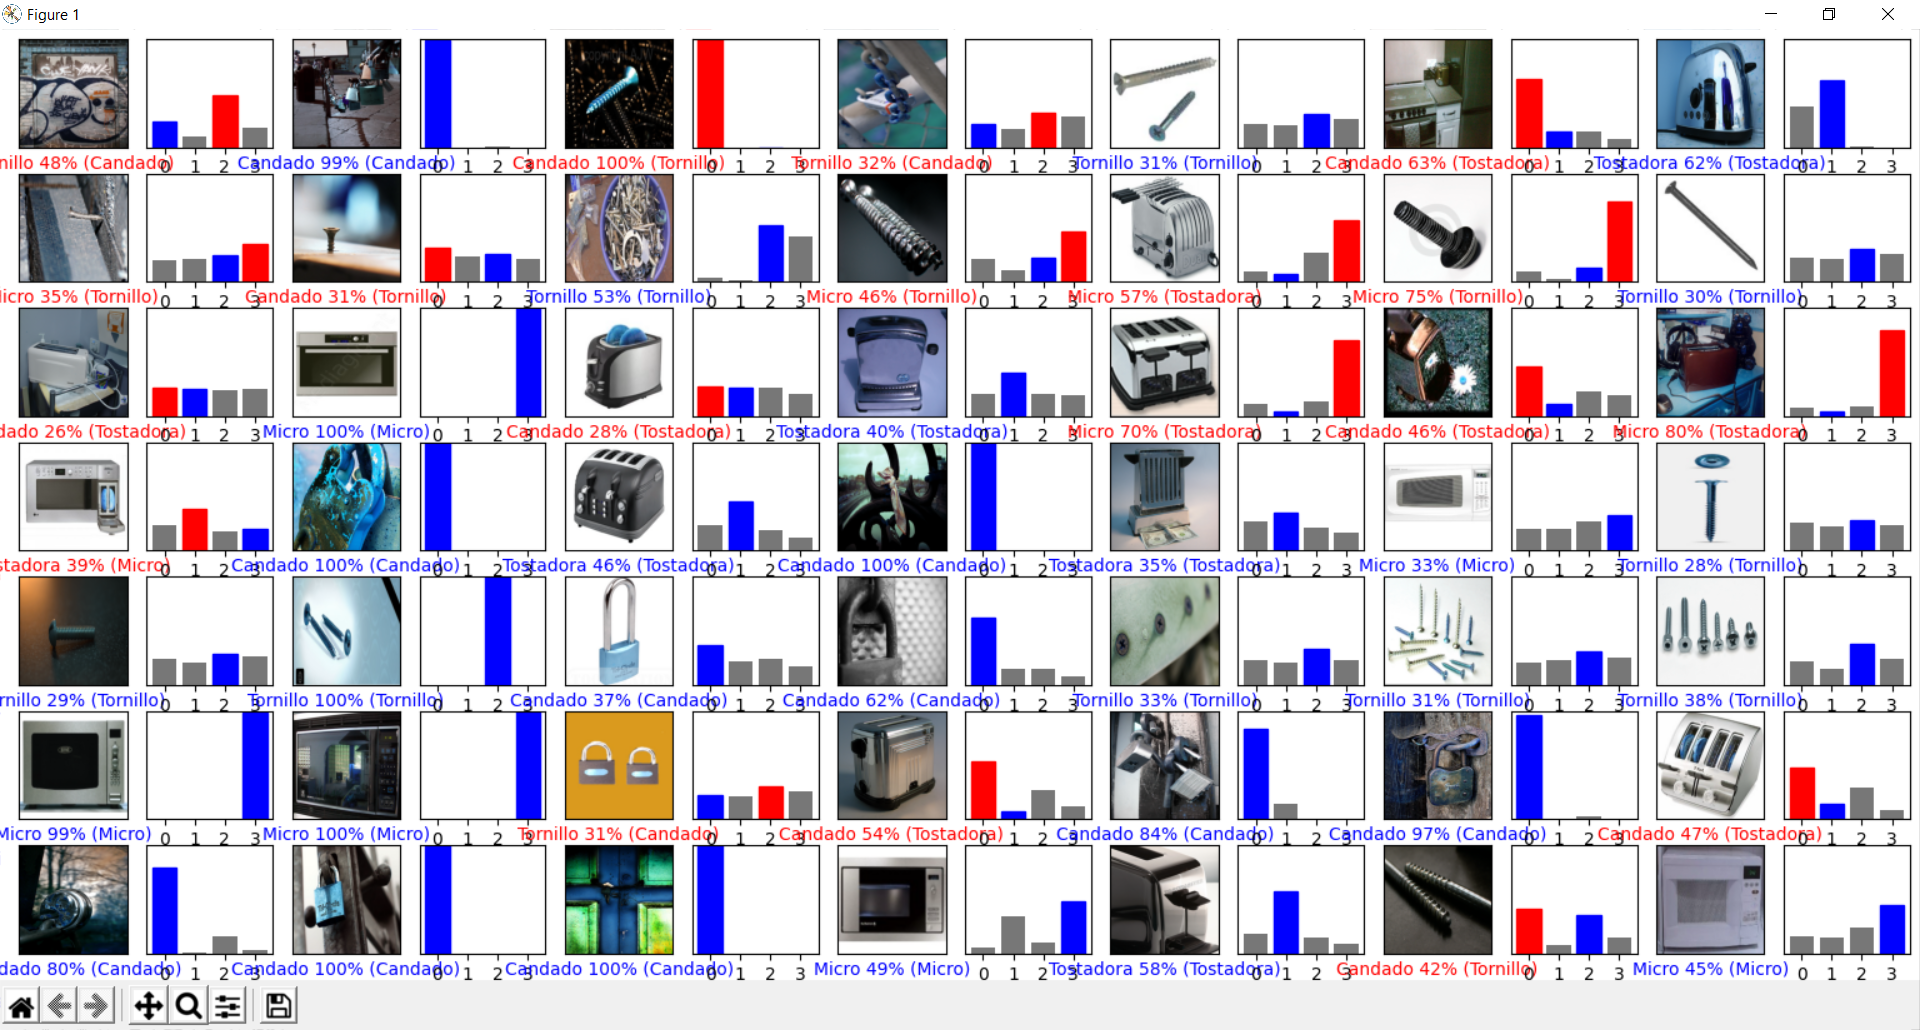 Figure 1
nillo 48% (Candado) 0 1 2 3 Candado 99% (Candado) 0 1 2 3 Candado 100% (Tornillo) 0 1 2 3 Tornillo 32% (Candado) 0 1 2 3 Tornillo 31% (Tornillo) 0 1 2 3 Candado 63% (Tostadora) 0 1 2 3 Tostadora 62% (Tostadora) 0 1 2 3
icro 35% (Tornillo) 0 1 2 3 Candado 31% (Tornillo) 0 1 2 3 Tornillo 53% (Tornillo) 0 1 2 3 Micro 46% (Tornillo) 0 1 2 3 Micro 57% (Tostadora) 0 1 2 3 Micro 75% (Tornillo) 0 1 2 3 Tornillo 30% (Tornillo) 0 1 2 3
dado 26% (Tostadora) 0 1 2 3 Micro 100% (Micro) 0 1 2 3 Candado 28% (Tostadora) 0 1 2 3 Tostadora 40% (Tostadora) 0 1 2 3 Micro 70% (Tostadora) 0 1 2 3 Candado 46% (Tostadora) 0 1 2 3 Micro 80% (Tostadora) 0 1 2 3
stadora 39% (Micro) 0 1 2 3 Candado 100% (Candado) 0 1 2 3 Tostadora 46% (Tostadora) 0 1 2 3 Candado 100% (Candado) 0 1 2 3 Tostadora 35% (Tostadora) 0 1 2 3 Micro 33% (Micro) 0 1 2 3 Tornillo 28% (Tornillo) 0 1 2 3
rnillo 29% (Tornillo) 0 1 2 3 Tornillo 100% (Tornillo) 0 1 2 3 Candado 37% (Candado) 0 1 2 3 Candado 62% (Candado) 0 1 2 3 Tornillo 33% (Tornillo) 0 1 2 3 Tornillo 31% (Tornillo) 0 1 2 3 Tornillo 38% (Tornillo) 0 1 2 3
Micro 99% (Micro) 0 1 2 3 Micro 100% (Micro) 0 1 2 3 Tornillo 31% (Candado) 0 1 2 3 Candado 54% (Tostadora) 0 1 2 3 Candado 84% (Candado) 0 1 2 3 Candado 97% (Candado) 0 1 2 3 Candado 47% (Tostadora) 0 1 2 3
dado 80% (Candado) 0 1 2 3 Candado 100% (Candado) 0 1 2 3 Candado 100% (Candado) 0 1 2 3 Micro 49% (Micro) 0 1 2 3 Tostadora 58% (Tostadora) 0 1 2 3 Candado 42% (Tornillo) 0 1 2 3 Micro 45% (Micro) 0 1 2 3